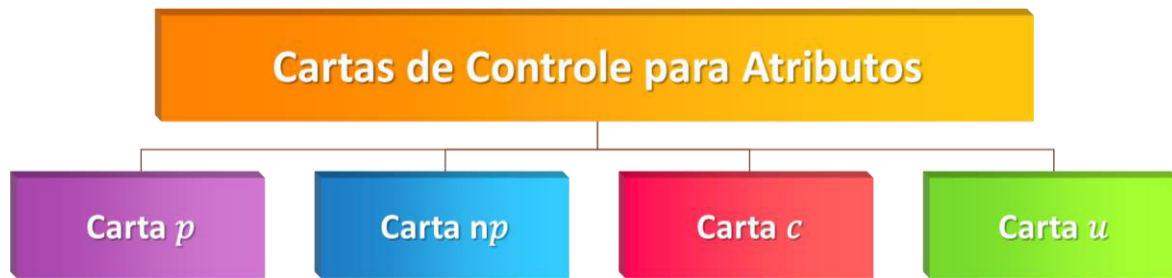 Cartas de Controle para Atributos
Carta p
Carta np
Carta c
Carta u